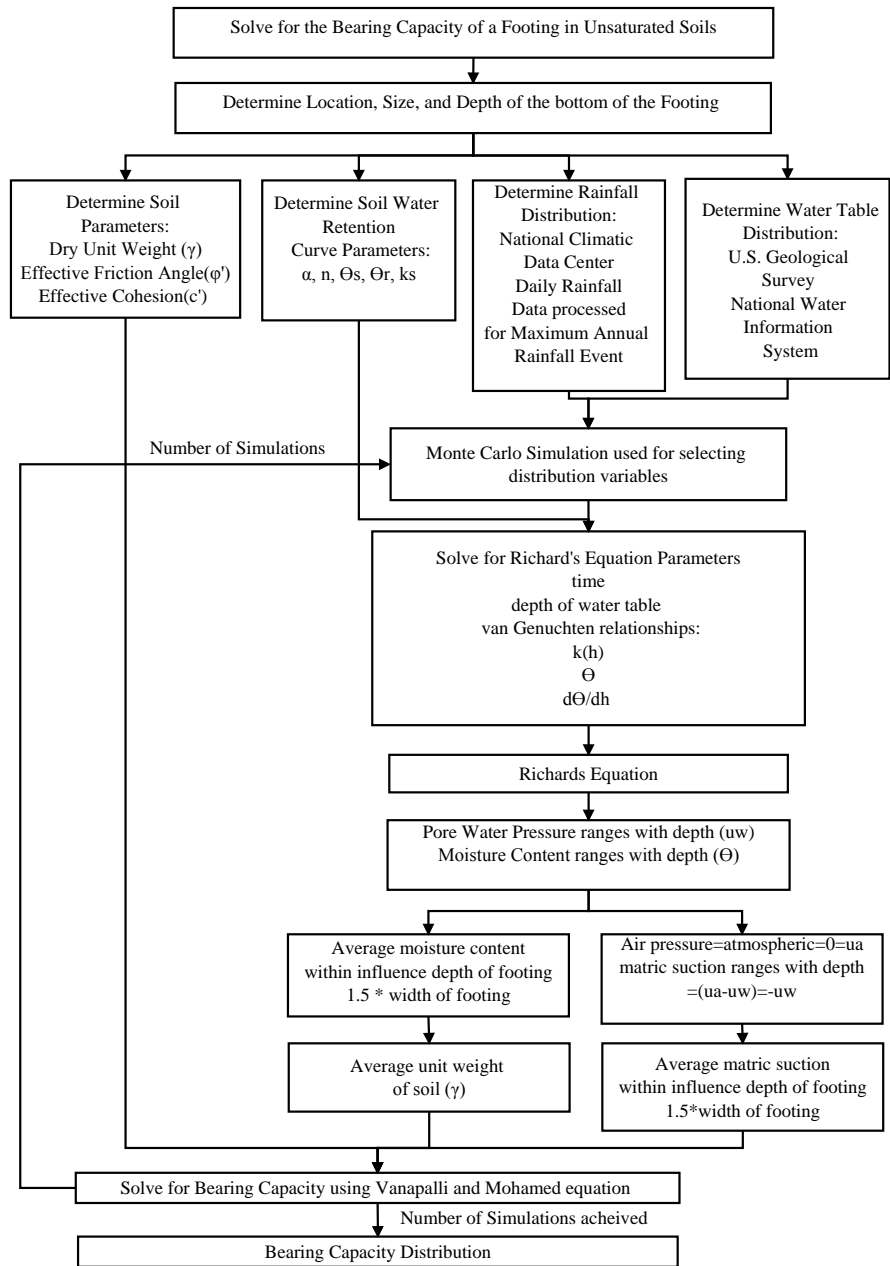 Solve for the Bearing Capacity of a Footing in Unsaturated Soils
Determine Location, Size, and Depth of the bottom of the Footing
Determine Soil
Parameters:
Dry Unit Weight (γ)
Effective Friction Angle(φ')
Effective Cohesion(c')
Determine Soil Water
Retention
Curve Parameters:
α, n, ϴs, ϴr, ks
Determine Rainfall
Distribution:
National Climatic
Data Center
Daily Rainfall
Data processed
for Maximum Annual
Rainfall Event
Determine Water Table
Distribution:
U.S. Geological
Survey
National Water
Information
System
Number of Simulations
Monte Carlo Simulation used for selecting
distribution variables
Solve for Richard's Equation Parameters
time
depth of water table
van Genuchten relationships:
k(h)
ϴ
dϴ/dh
Richards Equation
Pore Water Pressure ranges with depth (uw)
Moisture Content ranges with depth (ϴ)
Average moisture content
within influence depth of footing
1.5 * width of footing
Air pressure=atmospheric=0=ua
matric suction ranges with depth
=(ua-uw)=-uw
Average unit weight
of soil (γ)
Average matric suction
within influence depth of footing
1.5*width of footing
Solve for Bearing Capacity using Vanapalli and Mohamed equation
Number of Simulations acheived
Bearing Capacity Distribution